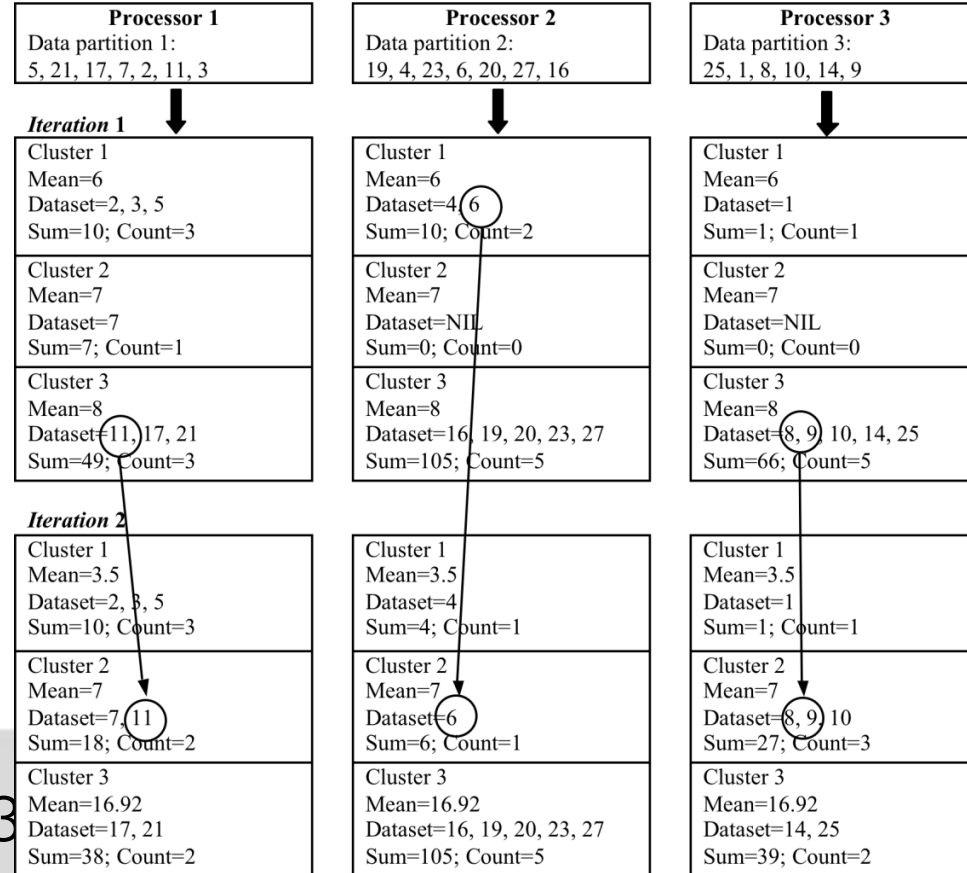 Processor 1
Data partition 1:
5, 21, 17, 7, 2, 11, 3
Processor 2
Data partition 2:
19, 4, 23, 6, 20, 27, 16
Processor 3
Data partition 3:
25, 1, 8, 10, 14, 9
Iteration 1
Cluster 1
Mean=6
Dataset=2, 3, 5
Sum=10; Count=3
Cluster 2
Mean=7
Dataset=7
Sum=7; Count=1
Cluster 3
Mean=8
Dataset=11, 17, 21
Sum=49; Count=3
Cluster 1
Mean=6
Dataset=4, 6
Sum=10; Count=2
Cluster 2
Mean=7
Dataset=NIL
Sum=0; Count=0
Cluster 3
Mean=8
Dataset=16, 19, 20, 23, 27
Sum=105; Count=5
Cluster 1
Mean=6
Dataset=1
Sum=1; Count=1
Cluster 2
Mean=7
Dataset=NIL
Sum=0; Count=0
Cluster 3
Mean=8
Dataset=8, 9, 10, 14, 25
Sum=66; Count=5
Iteration 2
Cluster 1
Mean=3.5
Dataset=2, 3, 5
Sum=10; Count=3
Cluster 2
Mean=7
Dataset=7, 11
Sum=18; Count=2
Cluster 3
Mean=16.92
Dataset=17, 21
Sum=38; Count=2
Cluster 1
Mean=3.5
Dataset=4
Sum=4; Count=1
Cluster 2
Mean=7
Dataset=6
Sum=6; Count=1
Cluster 3
Mean=16.92
Dataset=16, 19, 20, 23, 27
Sum=105; Count=5
Cluster 1
Mean=3.5
Dataset=1
Sum=1; Count=1
Cluster 2
Mean=7
Dataset=8, 9, 10
Sum=27; Count=3
Cluster 3
Mean=16.92
Dataset=14, 25
Sum=39; Count=2
3